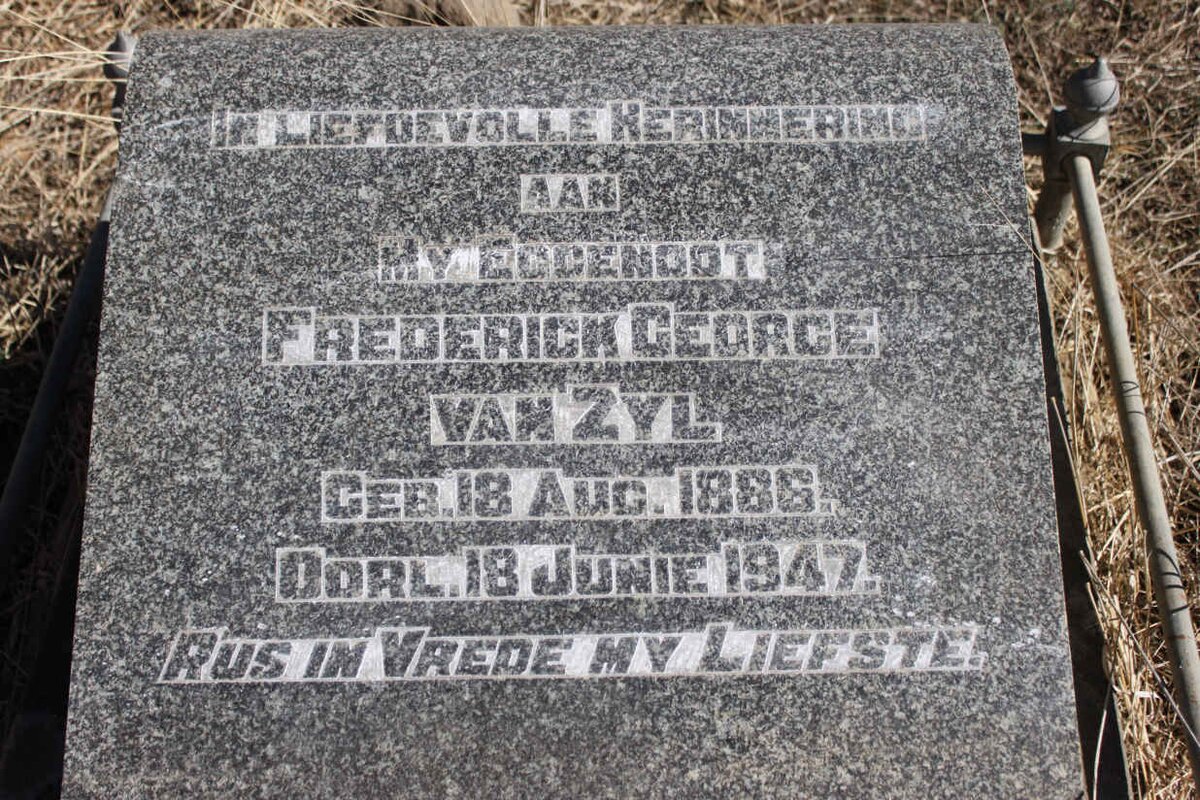 IN LIEFDEVOLLE HERINNERING
AAN
MY EGGENOOT
FREDERICK GEORGE
VAN ZYL
GEB. 18 AUG. 1886.
OORL. 18 JUNIE 1947.
RUS IN VREDE MY LIEFSTE.